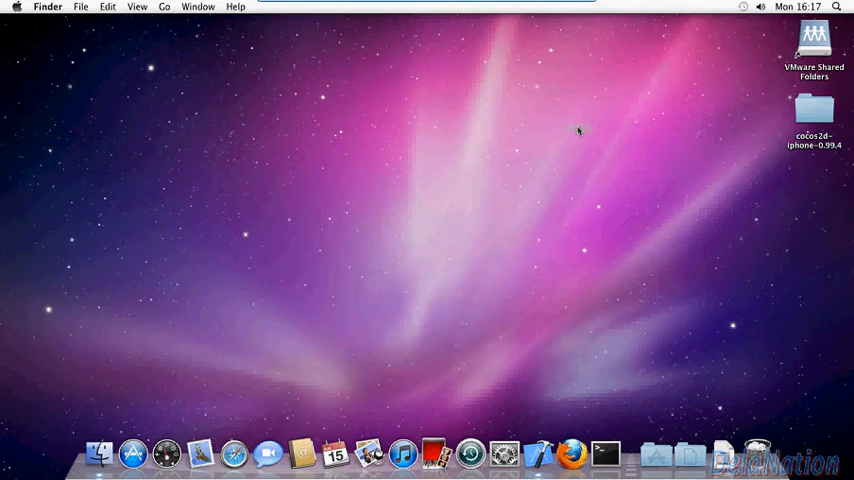 Finder File Edit View Go Window Help
Mon 16:17
VMware Shared
Folders
cocos2d-
iphone-0.99.4
15
DelaNation